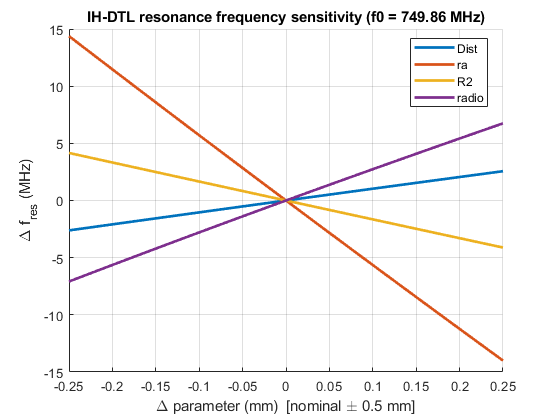 IH-DTL resonance frequency sensitivity (f0 = 749.86 MHz)
Dist
ra
R2
radio
15
10
5
0
-5
-10
-15
Δ f_res (MHz)
-0.25 -0.2 -0.15 -0.1 -0.05 0 0.05 0.1 0.15 0.2 0.25
Δ parameter (mm) [nominal ± 0.5 mm]